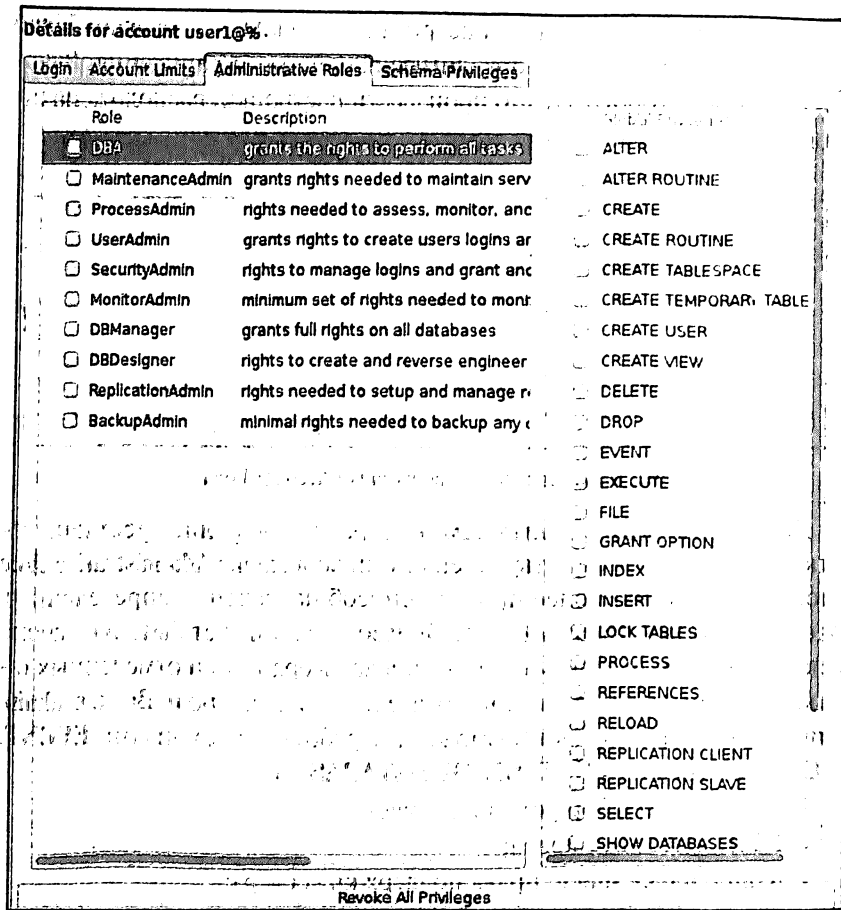 Details for account user1@%
Login Account Limits Administrative Roles Schema Privileges
Role Description
DBA grants the rights to perform all tasks
MaintenanceAdmin grants rights needed to maintain serv
ProcessAdmin rights needed to assess, monitor, and
UserAdmin grants rights to create users logins ar
SecurityAdmin rights to manage logins and grant and
MonitorAdmin minimum set of rights needed to moni
DBManager grants full rights on all databases
DBDesigner rights to create and reverse engineer
ReplicationAdmin rights needed to setup and manage r
BackupAdmin minimal rights needed to backup any
ALTER
ALTER ROUTINE
CREATE
CREATE ROUTINE
CREATE TABLESPACE
CREATE TEMPORARY TABLE
CREATE USER
CREATE VIEW
DELETE
DROP
EVENT
EXECUTE
FILE
GRANT OPTION
INDEX
INSERT
LOCK TABLES
PROCESS
REFERENCES
RELOAD
REPLICATION CLIENT
REPLICATION SLAVE
SELECT
SHOW DATABASES
Revoke All Privileges